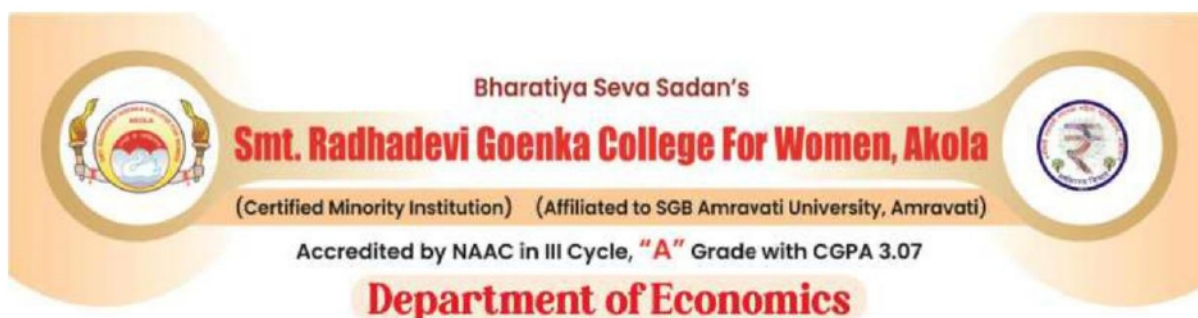 Bharatiya Seva Sadan's
Smt. Radhadevi Goenka College For Women, Akola
AKOLA
(Certified Minority Institution) (Affiliated to SGB Amravati University, Amravati)
Accredited by NAAC in III Cycle, "A" Grade with CGPA 3.07
Department of Economics